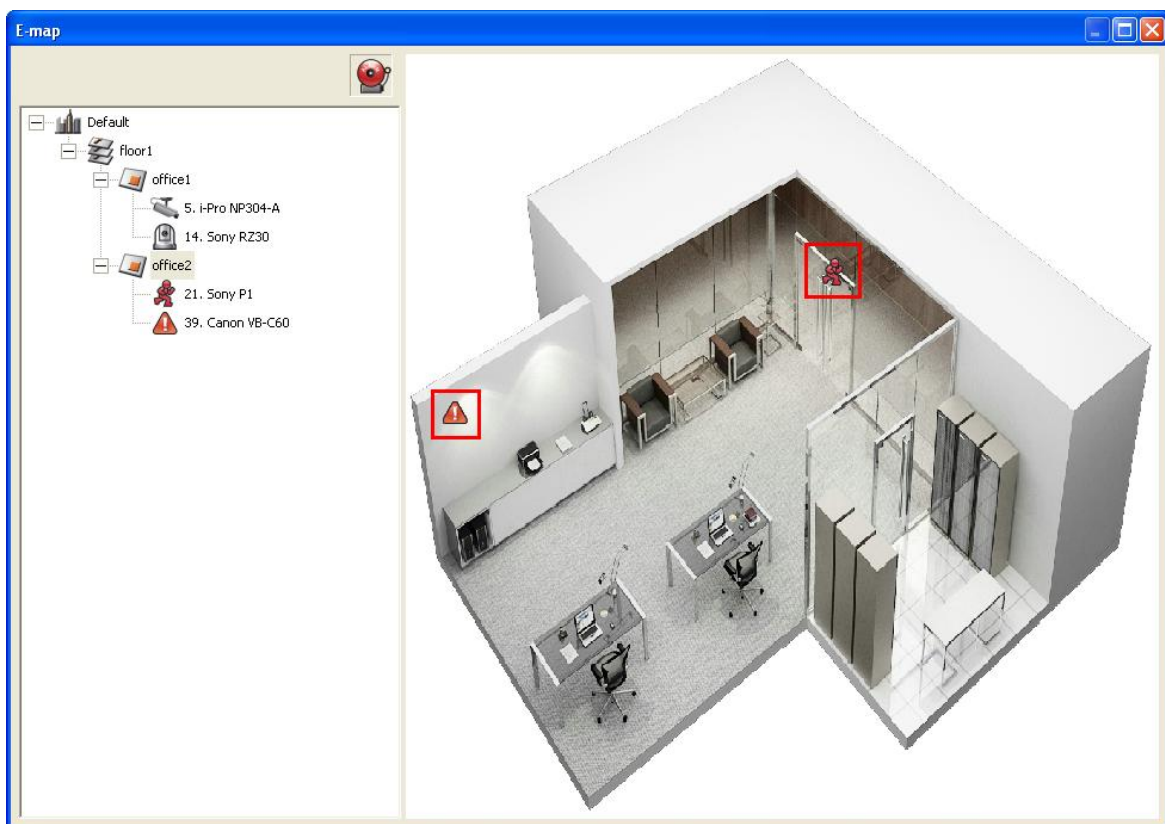 E-map
Default
floor1
office1
5. i-Pro NP304-A
14. Sony RZ30
office2
21. Sony P1
39. Canon VB-C60